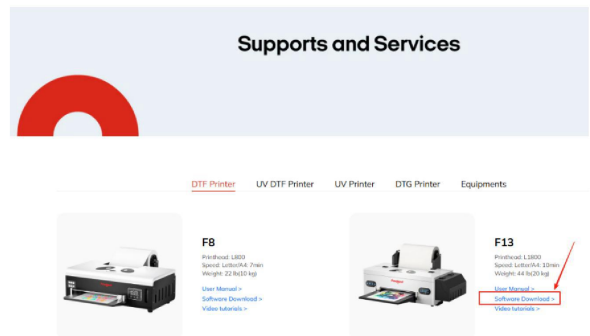 Supports and Services
DTF Printer
UV DTF Printer
UV Printer
DTG Printer
Equipments
F8
Printhead: L800
Speed: Letter/A4: 7min
Weight: 22 lb(10 kg)
User Manual >
Software Download >
Video tutorials >
F13
Printhead: L1800
Speed: Letter/A4: 10min
Weight: 44 lb(20 kg)
User Manual >
Software Download >
Video tutorials >